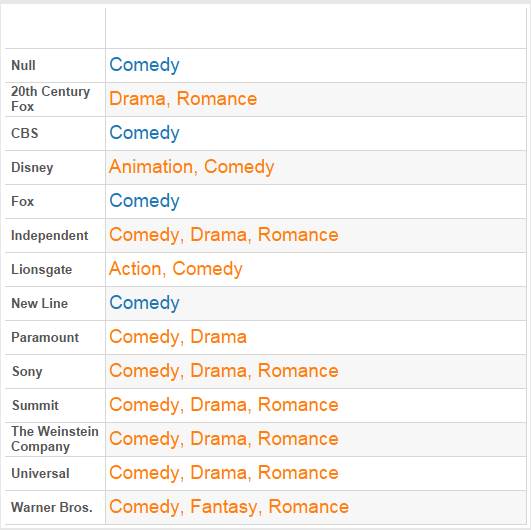 Null Comedy
20th Century
Fox Drama, Romance
CBS Comedy
Disney Animation, Comedy
Fox Comedy
Independent Comedy, Drama, Romance
Lionsgate Action, Comedy
New Line Comedy
Paramount Comedy, Drama
Sony Comedy, Drama, Romance
Summit Comedy, Drama, Romance
The Weinstein
Company Comedy, Drama, Romance
Universal Comedy, Drama, Romance
Warner Bros. Comedy, Fantasy, Romance